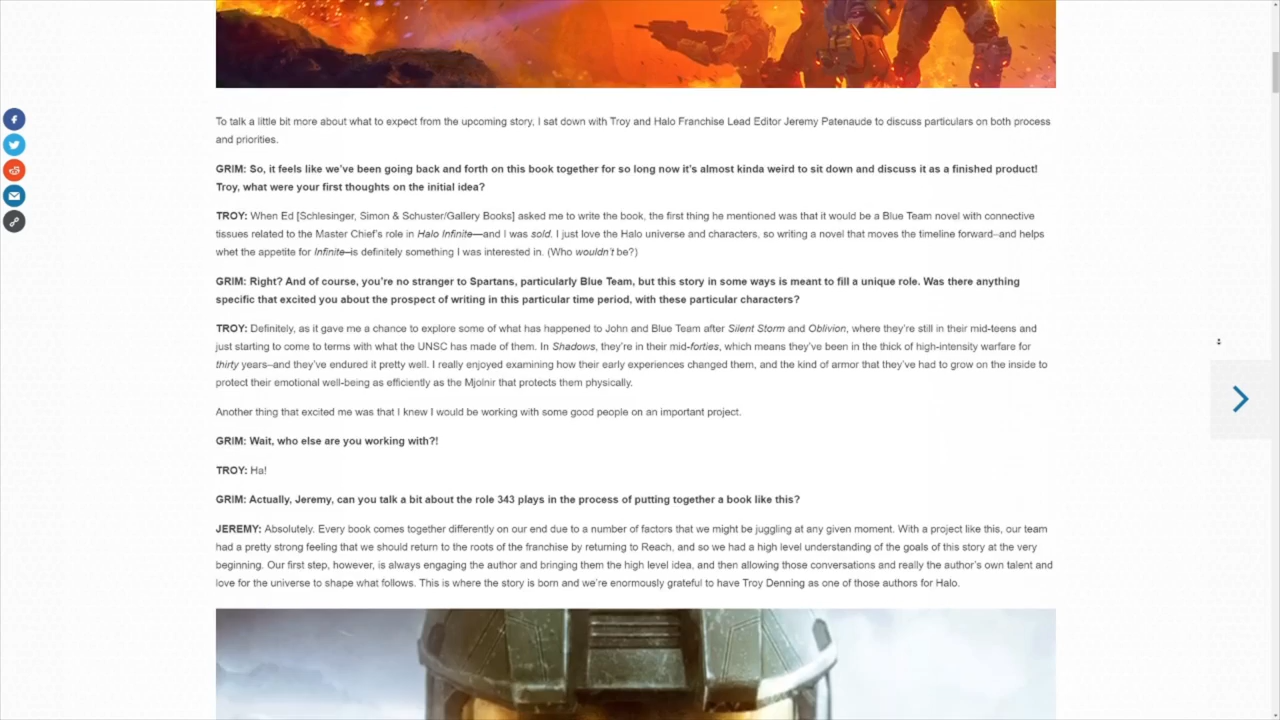 To talk a little bit more about what to expect from the upcoming story, I sat down with Troy and Halo Franchise Lead Editor Jeremy Patenaude to discuss particulars on both process
and priorities.
GRIM: So, it feels like we've been going back and forth on this book together for so long now it's almost kinda weird to sit down and discuss it as a finished product!
Troy, what were your first thoughts on the initial idea?
TROY: When Ed [Schlesinger, Simon & Schuster/Gallery Books] asked me to write the book, the first thing he mentioned was that it would be a Blue Team novel with connective
tissues related to the Master Chief's role in Halo Infinite—and I was sold. I just love the Halo universe and characters, so writing a novel that moves the timeline forward–and helps
whet the appetite for Infinite–is definitely something I was interested in. (Who wouldn't be?)
GRIM: Right? And of course, you're no stranger to Spartans, particularly Blue Team, but this story in some ways is meant to fill a unique role. Was there anything
specific that excited you about the prospect of writing in this particular time period, with these particular characters?
TROY: Definitely, as it gave me a chance to explore some of what has happened to John and Blue Team after Silent Storm and Oblivion, where they're still in their mid-teens and
just starting to come to terms with what the UNSC has made of them. In Shadows, they're in their mid-forties, which means they've been in the thick of high-intensity warfare for
thirty years–and they've endured it pretty well. I really enjoyed examining how their early experiences changed them, and the kind of armor that they've had to grow on the inside to
protect their emotional well-being as efficiently as the Mjolnir that protects them physically.
Another thing that excited me was that I knew I would be working with some good people on an important project.
GRIM: Wait, who else are you working with?!
TROY: Ha!
GRIM: Actually, Jeremy, can you talk a bit about the role 343 plays in the process of putting together a book like this?
JEREMY: Absolutely. Every book comes together differently on our end due to a number of factors that we might be juggling at any given moment. With a project like this, our team
had a pretty strong feeling that we should return to the roots of the franchise by returning to Reach, and so we had a high level understanding of the goals of this story at the very
beginning. Our first step, however, is always engaging the author and bringing them the high level idea, and then allowing those conversations and really the author's own talent and
love for the universe to shape what follows. This is where the story is born and we're enormously grateful to have Troy Denning as one of those authors for Halo.